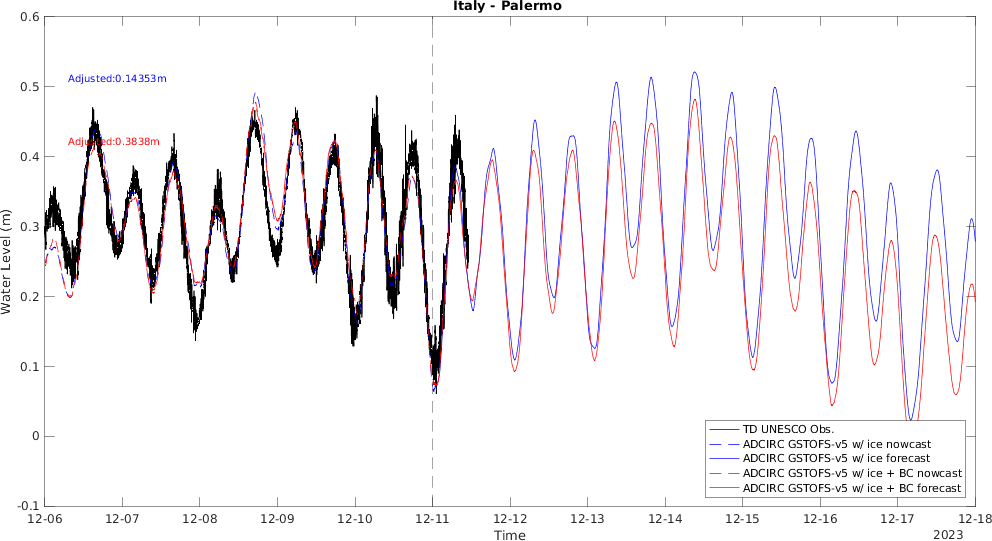 Italy - Palermo
0.6
0.5
0.4
0.3
0.2
0.1
0
-0.1
Water Level (m)
Adjusted:0.14353m
Adjusted:0.3838m
TD UNESCO Obs.
ADCIRC GSTOFS-v5 w/ ice nowcast
ADCIRC GSTOFS-v5 w/ ice forecast
ADCIRC GSTOFS-v5 w/ ice + BC nowcast
ADCIRC GSTOFS-v5 w/ ice + BC forecast
12-06 12-07 12-08 12-09 12-10 12-11 12-12 12-13 12-14 12-15 12-16 12-17 12-18
Time
2023